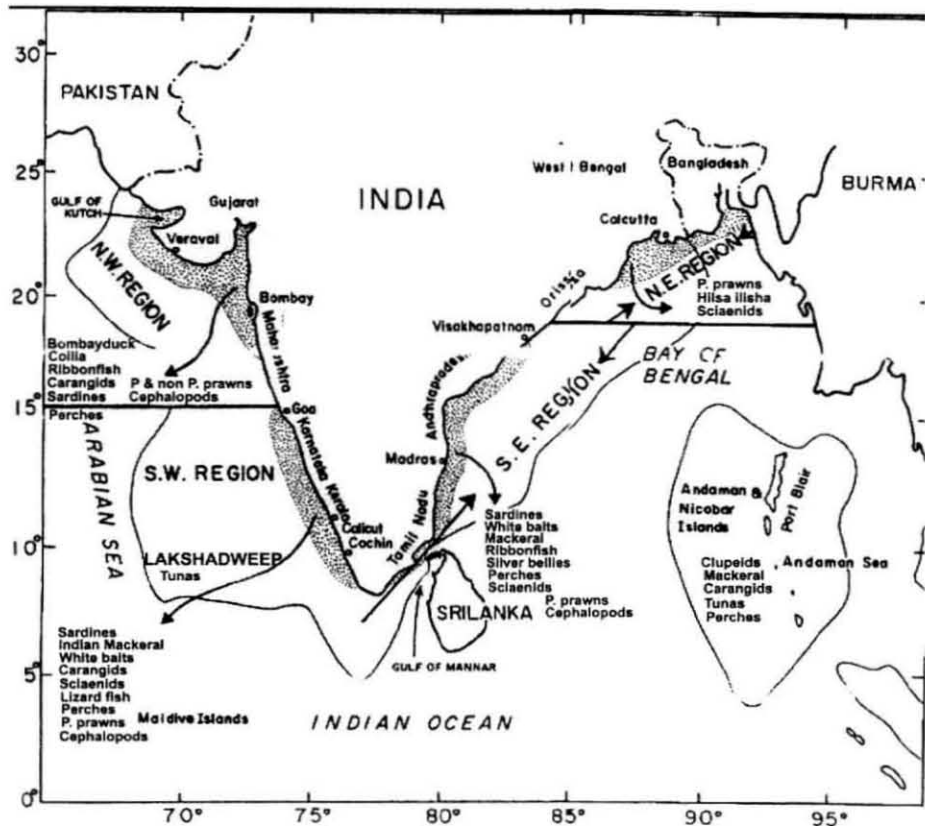 30°
PAKISTAN
25°
GULF OF
KUTCH
Gujarat
INDIA
West Bengal
Bangladesh
BURMA
Veraval
Calcutta
N.W. REGION
N.E. REGION
20°
Bombay
Maharashtra
Orissa
P. prawns
Hilsa ilisha
Sciaenids
Visakhapatnam
BAY OF
BENGAL
Bombayduck
Coilia
Ribbonfish
Carangids
Sardines
Perches
P & non P. prawns
Cephalopods
15°
Goa
Andhrapradesh
S. E. REGION
ARABIAN SEA
S.W. REGION
Karnataka
Kerala
Madras
Calicut
Cochin
Tamil Nadu
Sardines
White baits
Mackeral
Ribbonfish
Silver bellies
Perches
Sciaenids
P. prawns
Cephalopods
Andaman &
Nicobar
Islands
Port Blair
10°
LAKSHADWEEP
Tunas
Clupeids
Mackeral
Carangids
Tunas
Perches
Andaman Sea
SRILANKA
GULF OF MANNAR
5°
Sardines
Indian Mackeral
White baits
Carangids
Sciaenids
Lizard fish
Perches
P. prawns
Cephalopods
Maldive Islands
INDIAN OCEAN
0°
70° 75° 80° 85° 90° 95°